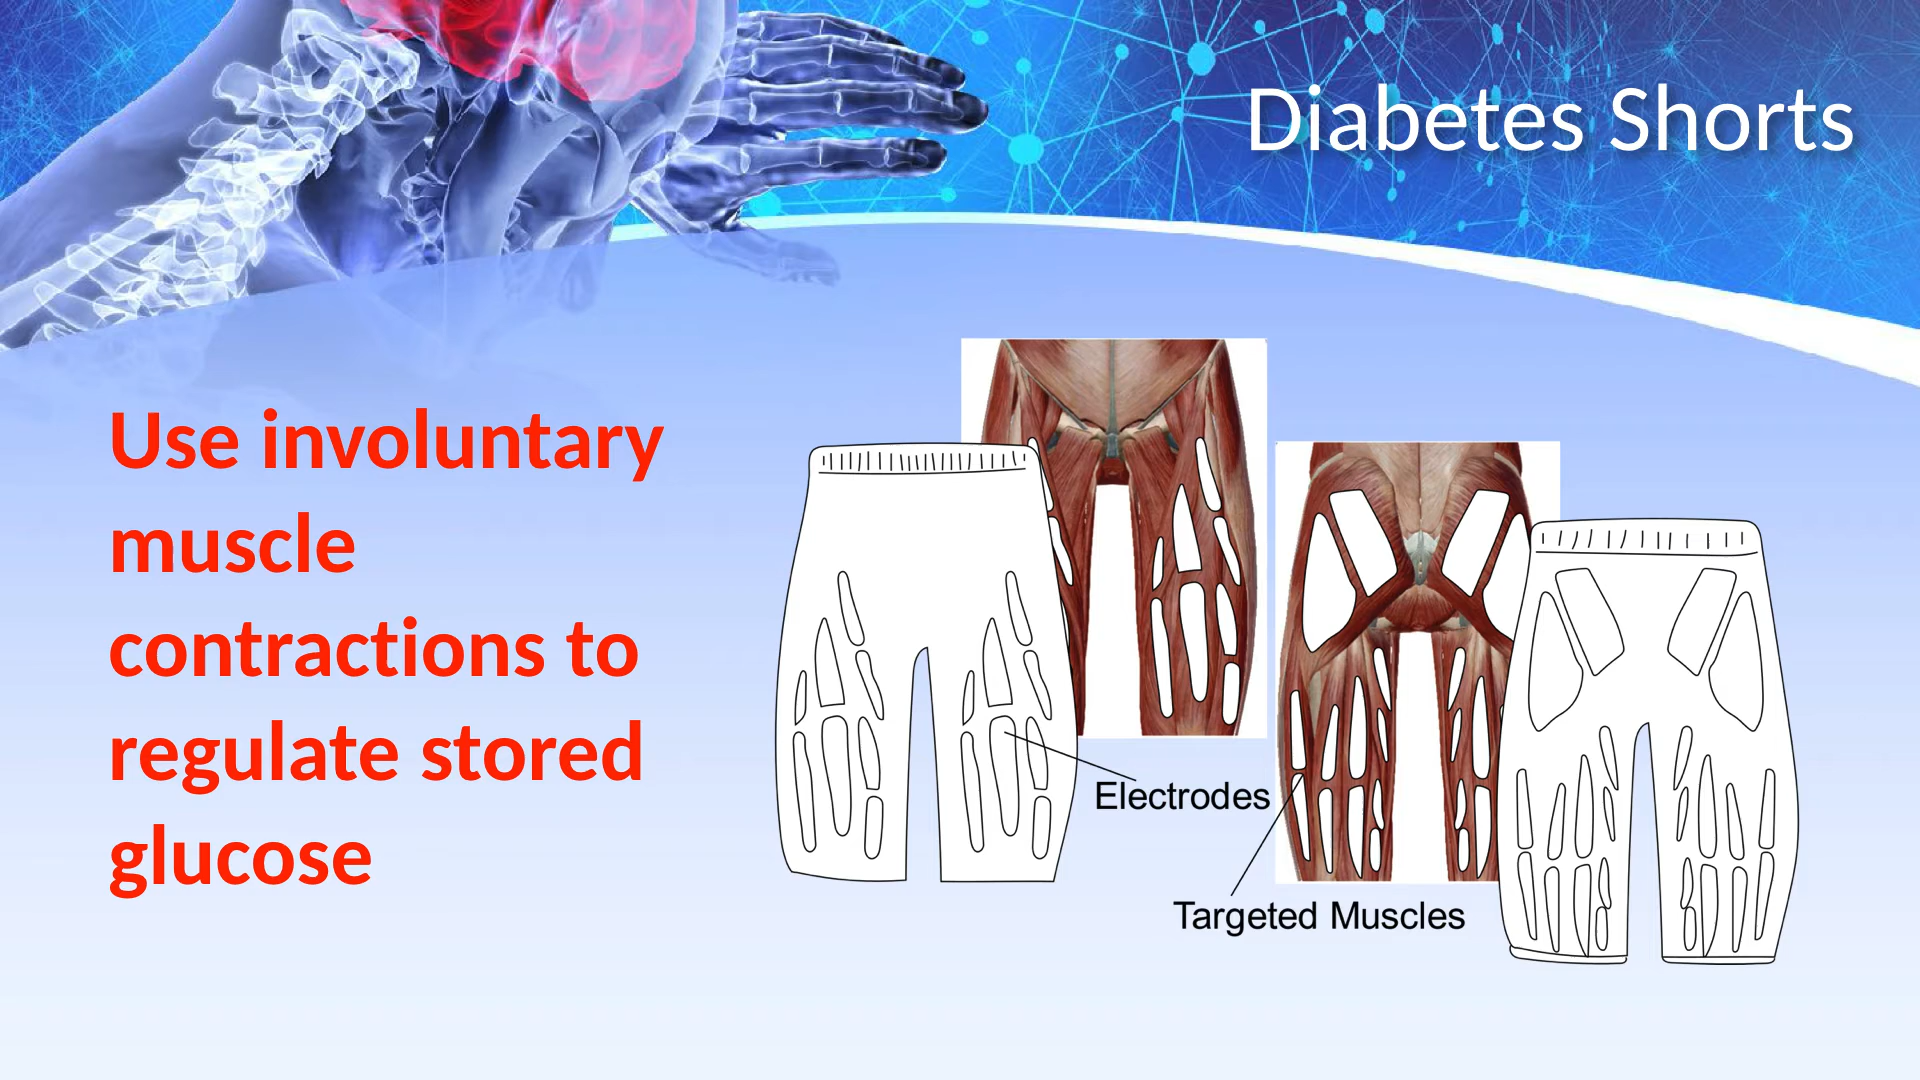 Diabetes Shorts
Use involuntary
muscle
contractions to
regulate stored
glucose
Electrodes
Targeted Muscles